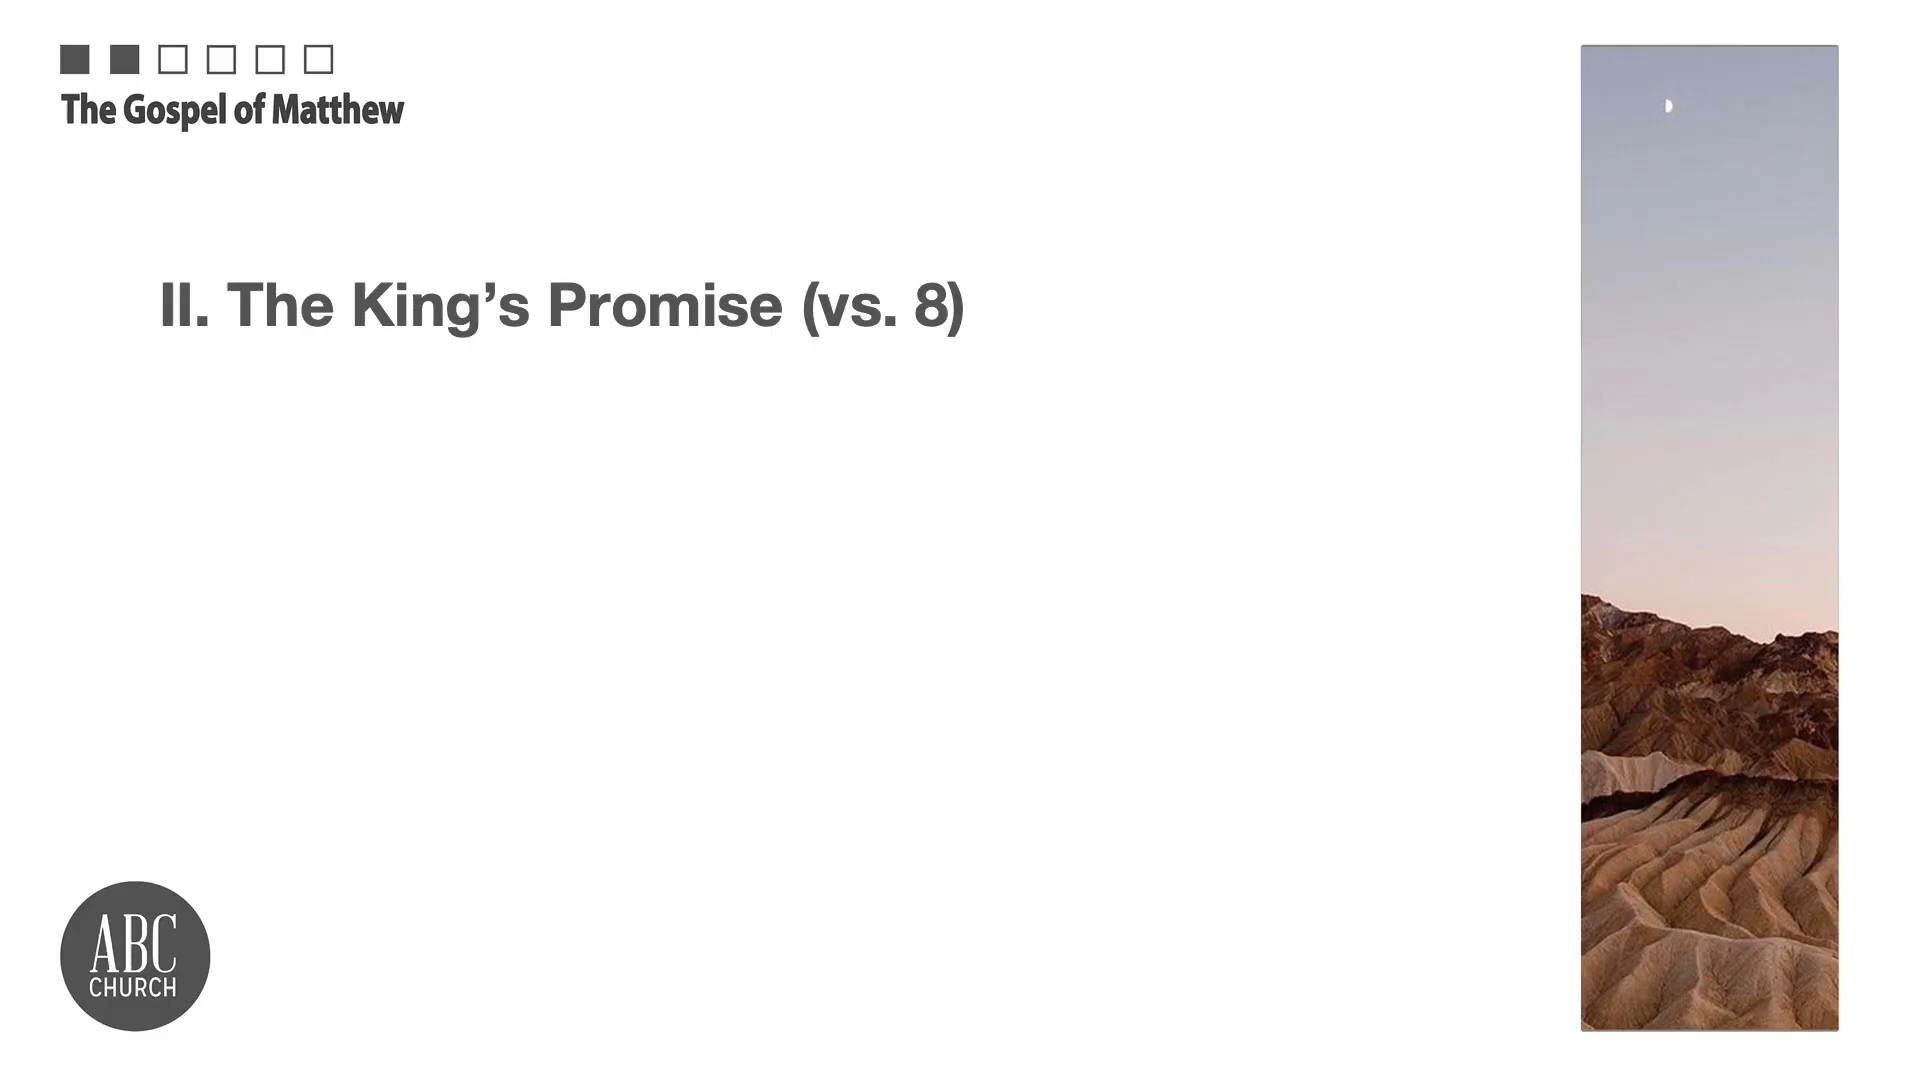 The Gospel of Matthew
II. The King’s Promise (vs. 8)
ABC
CHURCH